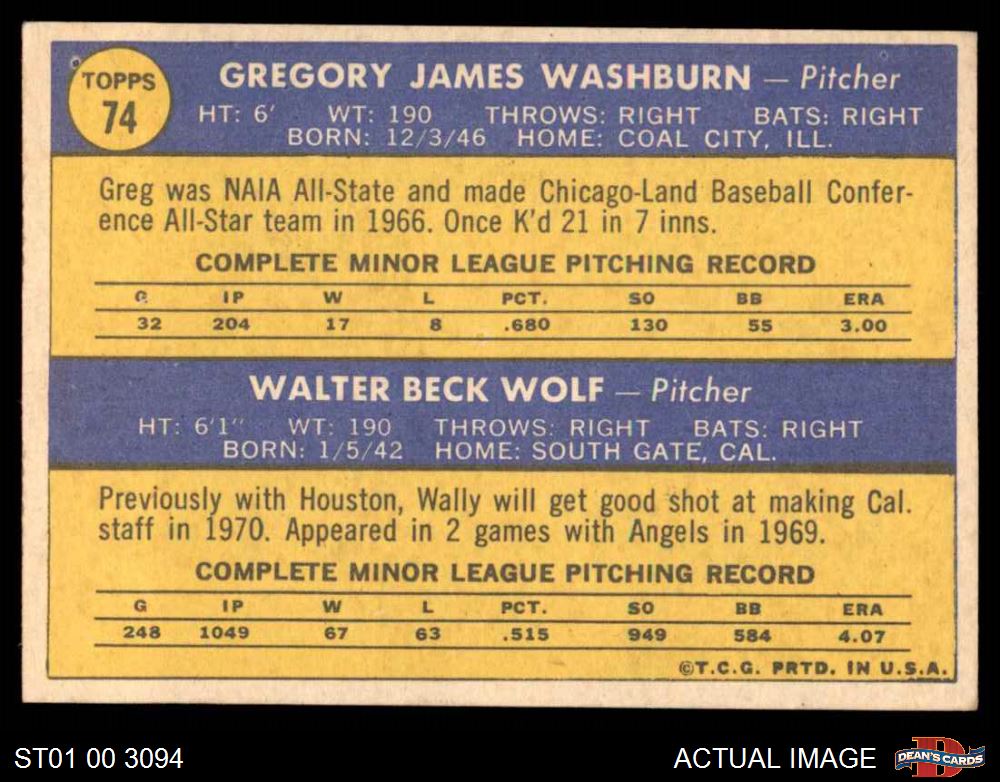 TOPPS
74
GREGORY JAMES WASHBURN — Pitcher
HT: 6' WT: 190 THROWS: RIGHT BATS: RIGHT
BORN: 12/3/46 HOME: COAL CITY, ILL.
Greg was NAIA All-State and made Chicago-Land Baseball Confer-
ence All-Star team in 1966. Once K'd 21 in 7 inns.
COMPLETE MINOR LEAGUE PITCHING RECORD
G IP W L PCT. SO BB ERA
32 204 17 8 .680 130 55 3.00
WALTER BECK WOLF — Pitcher
HT: 6'1" WT: 190 THROWS: RIGHT BATS: RIGHT
BORN: 1/5/42 HOME: SOUTH GATE, CAL.
Previously with Houston, Wally will get good shot at making Cal.
staff in 1970. Appeared in 2 games with Angels in 1969.
COMPLETE MINOR LEAGUE PITCHING RECORD
G IP W L PCT. SO BB ERA
248 1049 67 63 .515 949 584 4.07
©T.C.G. PRTD. IN U.S.A.
ST01 00 3094
ACTUAL IMAGE
D
DEAN'S CARDS